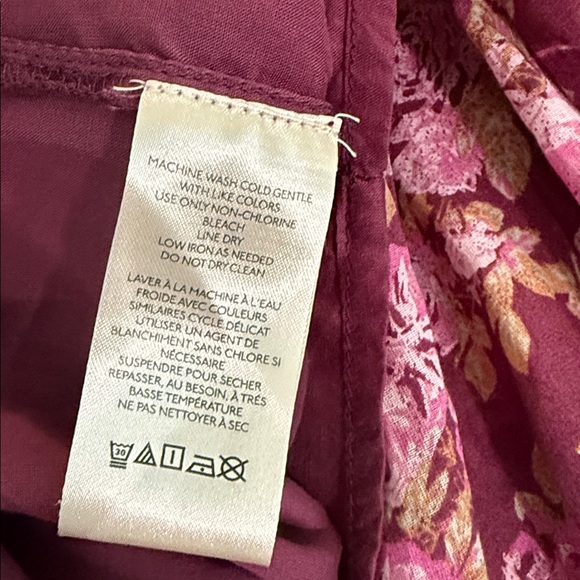 MACHINE WASH COLD GENTLE
WITH LIKE COLORS
USE ONLY NON-CHLORINE
BLEACH
LINE DRY
LOW IRON AS NEEDED
DO NOT DRY CLEAN
LAVER À LA MACHINE À L'EAU
FROIDE AVEC COULEURS
SIMILAIRES CYCLE DÉLICAT
UTILISER UN AGENT DE
BLANCHIMENT SANS CHLORE SI
NÉCESSAIRE
SUSPENDRE POUR SECHER
REPASSER, AU BESOIN, À TRÉS
BASSE TEMPÉRATURE
NE PAS NETTOYER À SEC
30